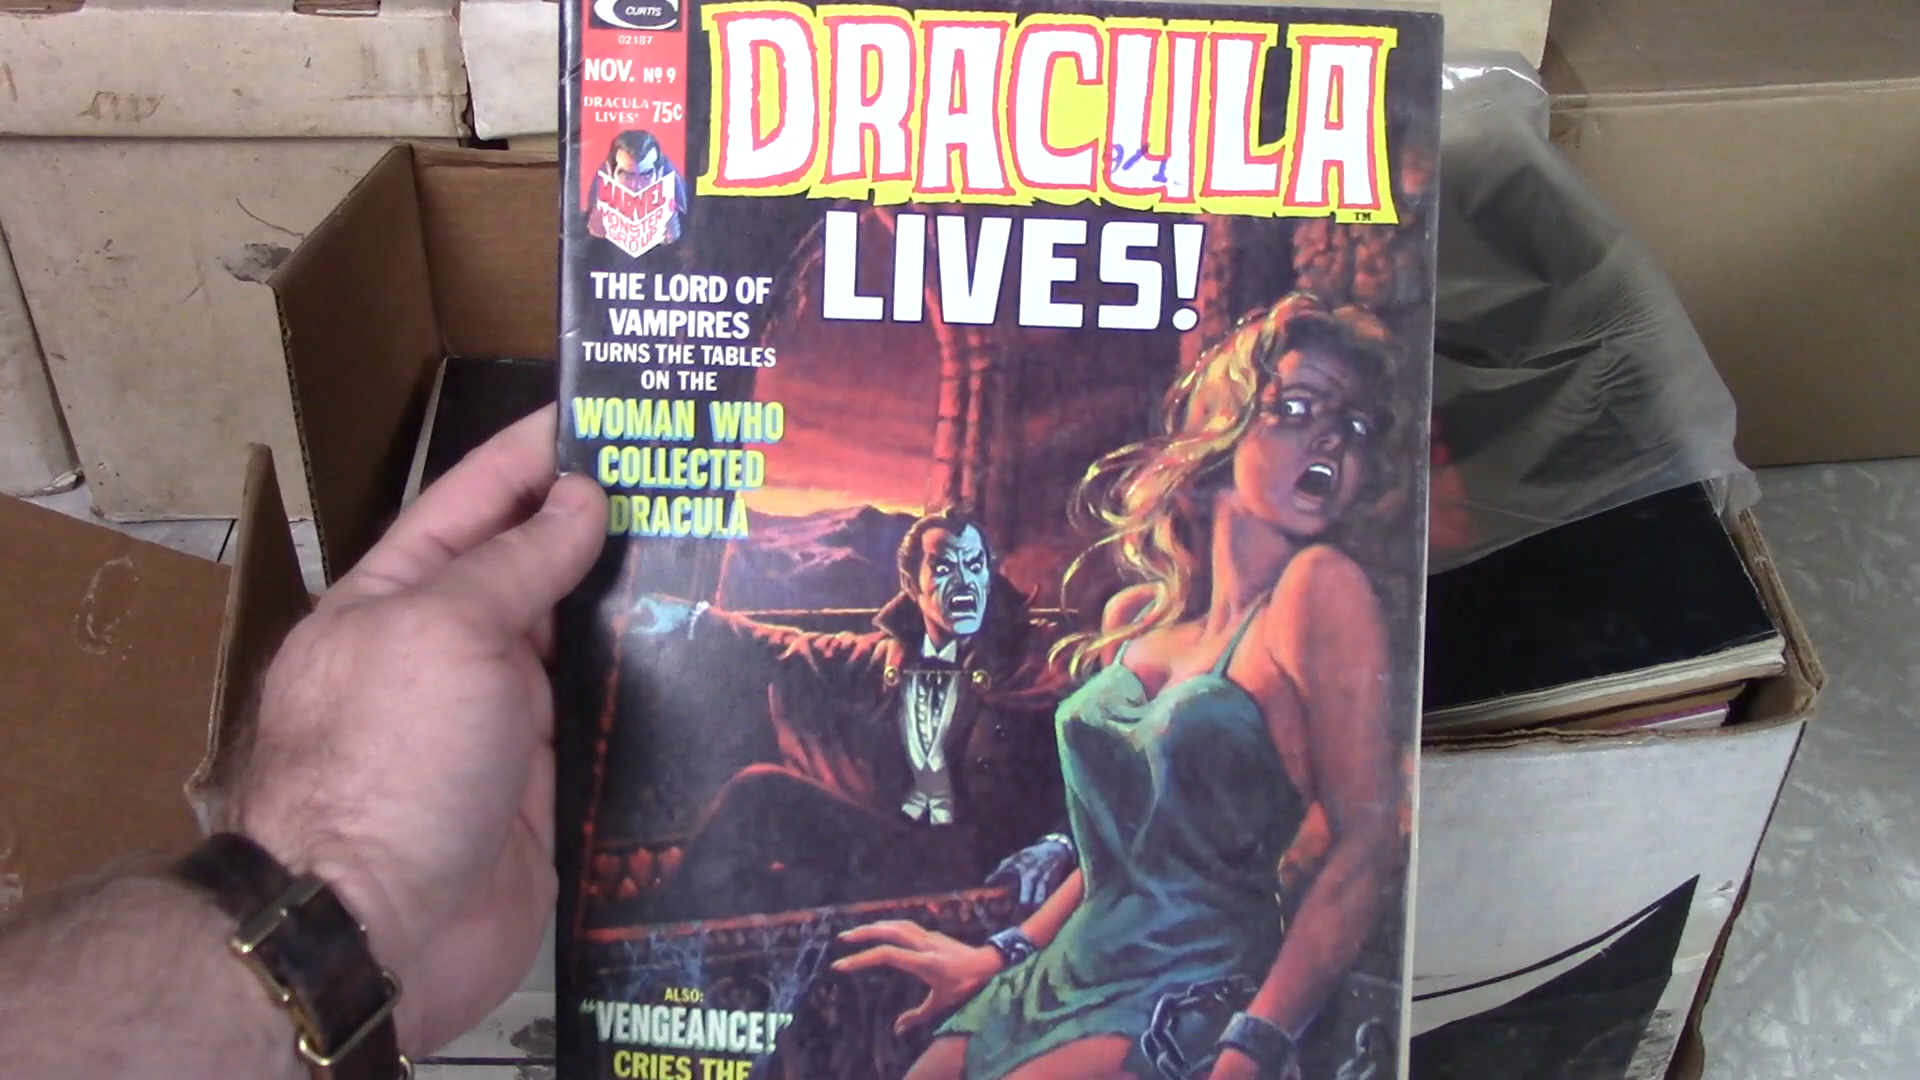 CURTIS
02187
NOV. No 9
DRACULA
LIVES!
75¢
MARVEL
MONSTER
GROUP
DRACULA
TM
LIVES!
THE LORD OF
VAMPIRES
TURNS THE TABLES
ON THE
WOMAN WHO
COLLECTED
DRACULA
ALSO:
"VENGEANCE!"
CRIES THE